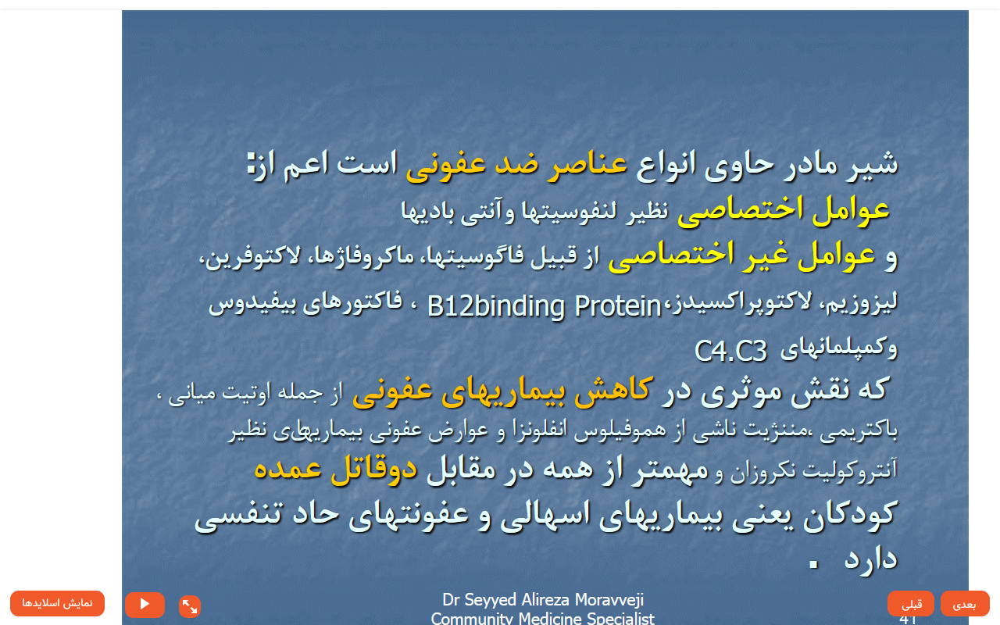 شیر مادر حاوی انواع عناصر ضد عفونی است اعم از:
عوامل اختصاصی نظیر لنفوسیتها وآنتی بادیها
و عوامل غیر اختصاصی از قبیل فاگوسیتها، ماکروفاژها، لاکتوفرین،
لیزوزیم، لاکتوپراکسیدز،B12binding Protein ، فاکتورهای بیفیدوس
وکمپلمانهای C4.C3
که نقش موثری در کاهش بیماریهای عفونی از جمله اوتیت میانی ،
باکتریمی ،مننژیت ناشی از هموفیلوس انفلونزا و عوارض عفونی بیماریهای نظیر
آنتروکولیت نکروزان و مهمتر از همه در مقابل دوقاتل عمده
کودکان یعنی بیماریهای اسهالی و عفونتهای حاد تنفسی
دارد .
Dr Seyyed Alireza Moravveji
Community Medicine Specialist
41
بعدی
قبلی
نمایش اسلایدها